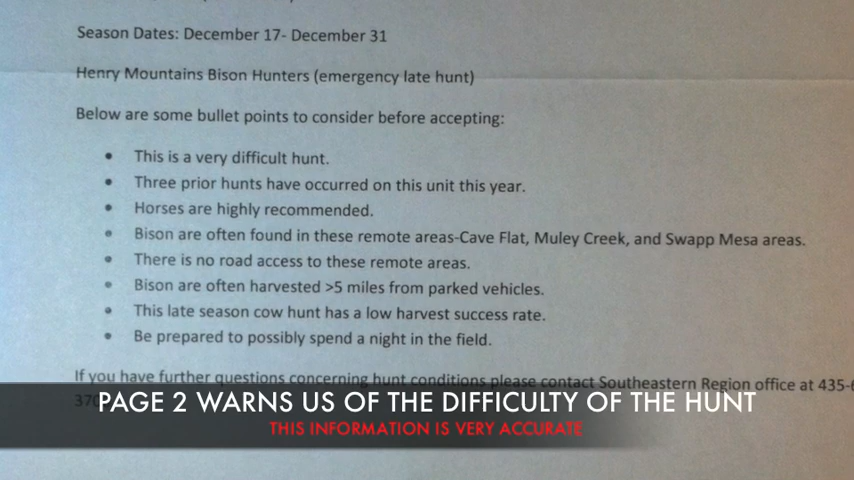 Season Dates: December 17- December 31
Henry Mountains Bison Hunters (emergency late hunt)
Below are some bullet points to consider before accepting:
• This is a very difficult hunt.
• Three prior hunts have occurred on this unit this year.
• Horses are highly recommended.
• Bison are often found in these remote areas-Cave Flat, Muley Creek, and Swapp Mesa areas.
• There is no road access to these remote areas.
• Bison are often harvested >5 miles from parked vehicles.
• This late season cow hunt has a low harvest success rate.
• Be prepared to possibly spend a night in the field.
If you have further questions concerning hunt conditions please contact Southeastern Region office at 435-6
PAGE 2 WARNS US OF THE DIFFICULTY OF THE HUNT
THIS INFORMATION IS VERY ACCURATE